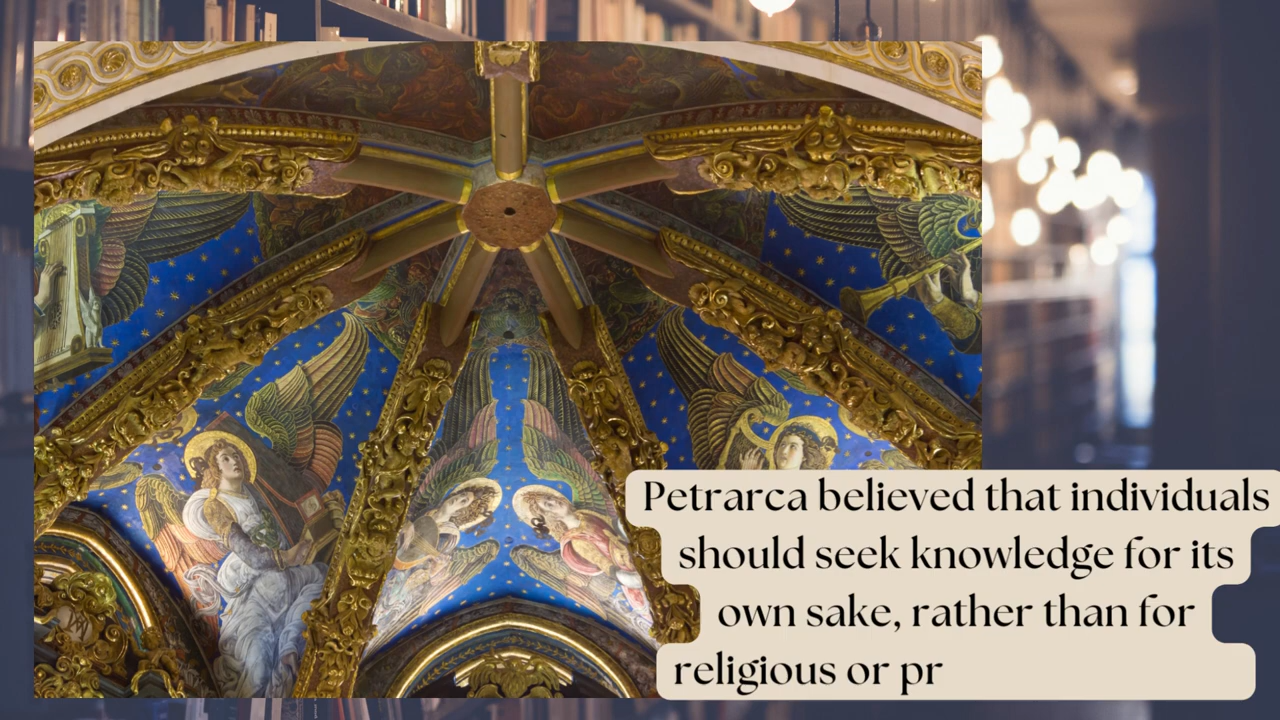 Petrarca believed that individuals
should seek knowledge for its
own sake, rather than for
religious or pr